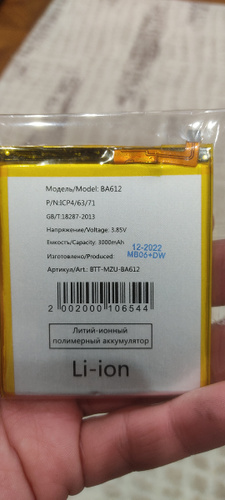 Модель/Model: BA612
P/N:ICP4/63/71
GB/T:18287-2013
Напряжение/Voltage: 3.85V
Емкость/Capacity: 3000mAh
Изготовлено/Produced: 12-2022
MB06+DW
Артикул/Art.: BTT-MZU-BA612
2 002000 106544
Литий-ионный
полимерный аккумулятор
Li-ion